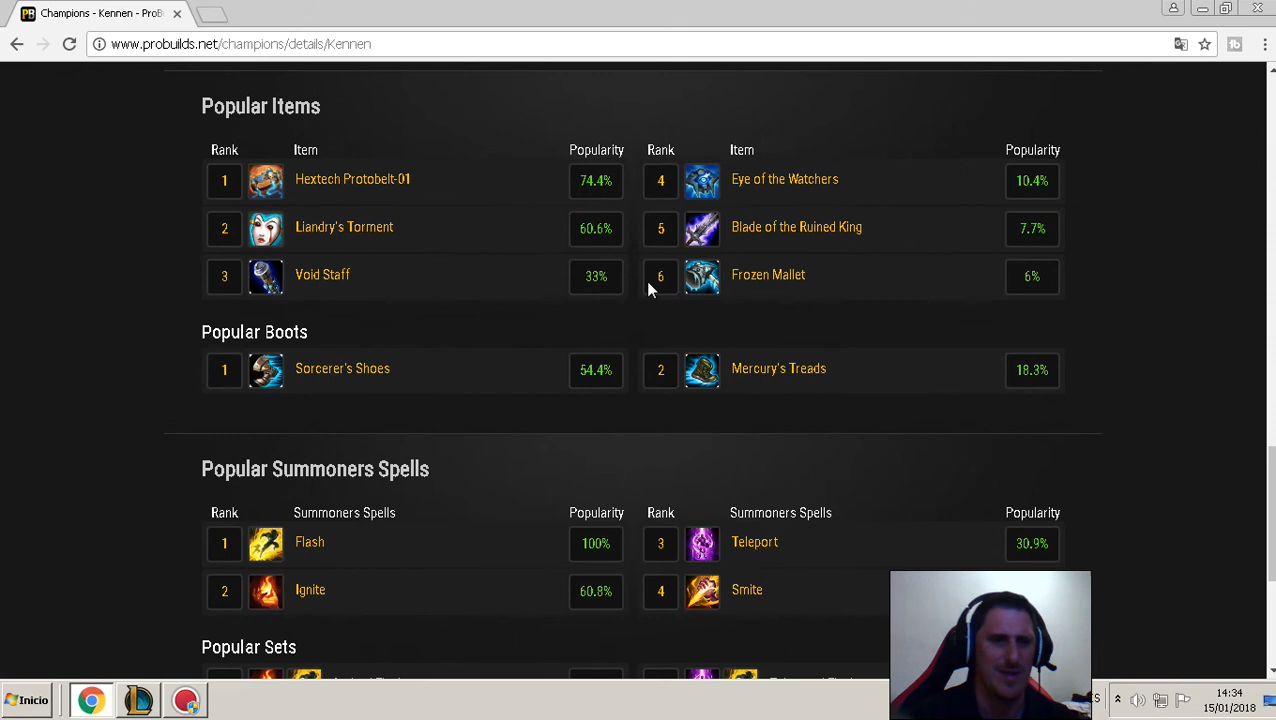 Champions - Kennen - ProB
www.probuilds.net/champions/details/Kennen
Popular Items
Rank Item Popularity Rank Item Popularity
1 Hextech Protobelt-01 74.4% 4 Eye of the Watchers 10.4%
2 Liandry's Torment 60.6% 5 Blade of the Ruined King 7.7%
3 Void Staff 33% 6 Frozen Mallet 6%
Popular Boots
1 Sorcerer's Shoes 54.4% 2 Mercury's Treads 18.3%
Popular Summoners Spells
Rank Summoners Spells Popularity Rank Summoners Spells Popularity
1 Flash 100% 3 Teleport 30.9%
2 Ignite 60.8% 4 Smite
Popular Sets
Inicio
14:34
15/01/2018